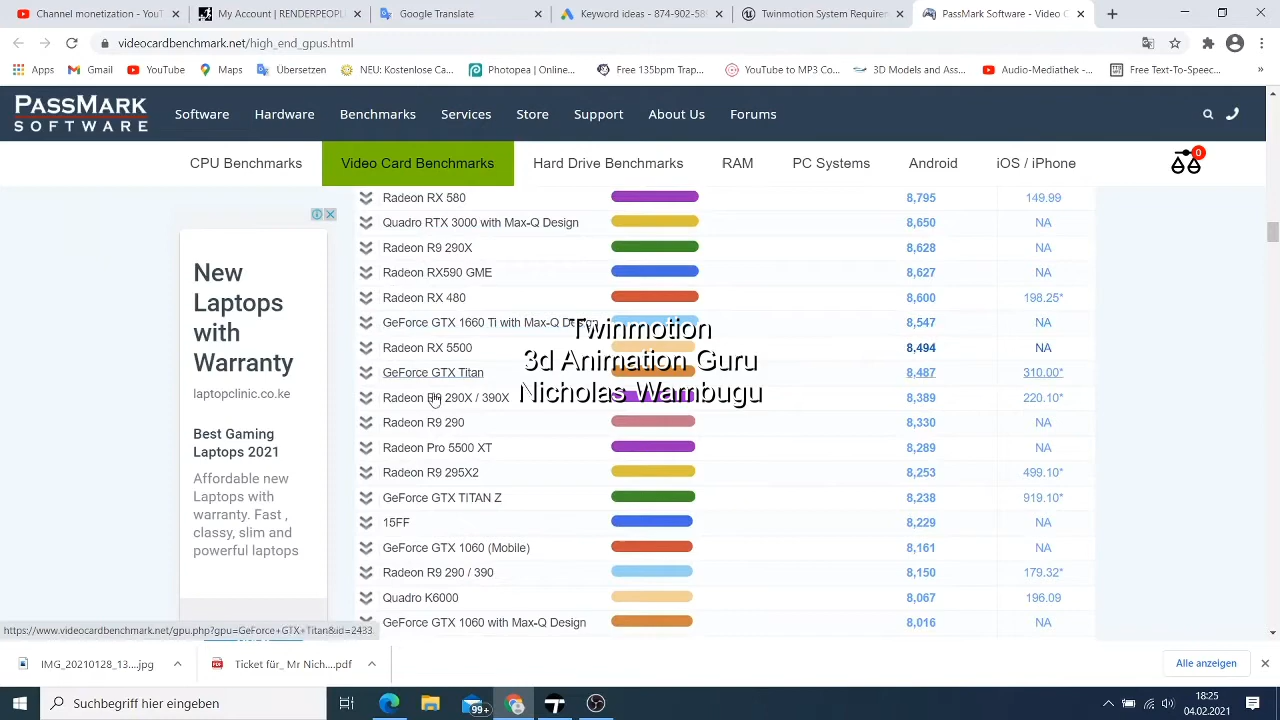 Channel monetization - YouTu
My Account | RENDERPEOPL
Google Translate
Keyword ideas - 874-902-589
Twinmotion System Require
PassMark Software - Video C
videocardbenchmark.net/high_end_gpus.html
Apps
Gmail
YouTube
Maps
Übersetzen
NEU: Kostenlose Ca...
Photopea | Online...
Free 135bpm Trap...
YouTube to MP3 Co...
3D Models and Ass...
Audio-Mediathek -...
Free Text-To-Speec...
»
PASSMARK
SOFTWARE
Software
Hardware
Benchmarks
Services
Store
Support
About Us
Forums
CPU Benchmarks
Video Card Benchmarks
Hard Drive Benchmarks
RAM
PC Systems
Android
iOS / iPhone
0
Radeon RX 580 8,795 149.99
Quadro RTX 3000 with Max-Q Design 8,650 NA
Radeon R9 290X 8,628 NA
Radeon RX590 GME 8,627 NA
Radeon RX 480 8,600 198.25*
GeForce GTX 1660 Ti with Max-Q Design 8,547 NA
Radeon RX 5500 8,494 NA
GeForce GTX Titan 8,487 310.00*
Radeon R9 290X / 390X 8,389 220.10*
Radeon R9 290 8,330 NA
Radeon Pro 5500 XT 8,289 NA
Radeon R9 295X2 8,253 499.10*
GeForce GTX TITAN Z 8,238 919.10*
15FF 8,229 NA
GeForce GTX 1060 (Mobile) 8,161 NA
Radeon R9 290 / 390 8,150 179.32*
Quadro K6000 8,067 196.09
GeForce GTX 1060 with Max-Q Design 8,016 NA
Twinmotion
3d Animation Guru
Nicholas Wambugu
New
Laptops
with
Warranty
laptopclinic.co.ke
Best Gaming
Laptops 2021
Affordable new
Laptops with
warranty. Fast ,
classy, slim and
powerful laptops
https://www.videocardbenchmark.net/gpu.php?gpu=GeForce+GTX+Titan&id=2433
IMG_20210128_13....jpg
Ticket für_ Mr Nich....pdf
Alle anzeigen
Suchbegriff hier eingeben
99+
18:25
04.02.2021